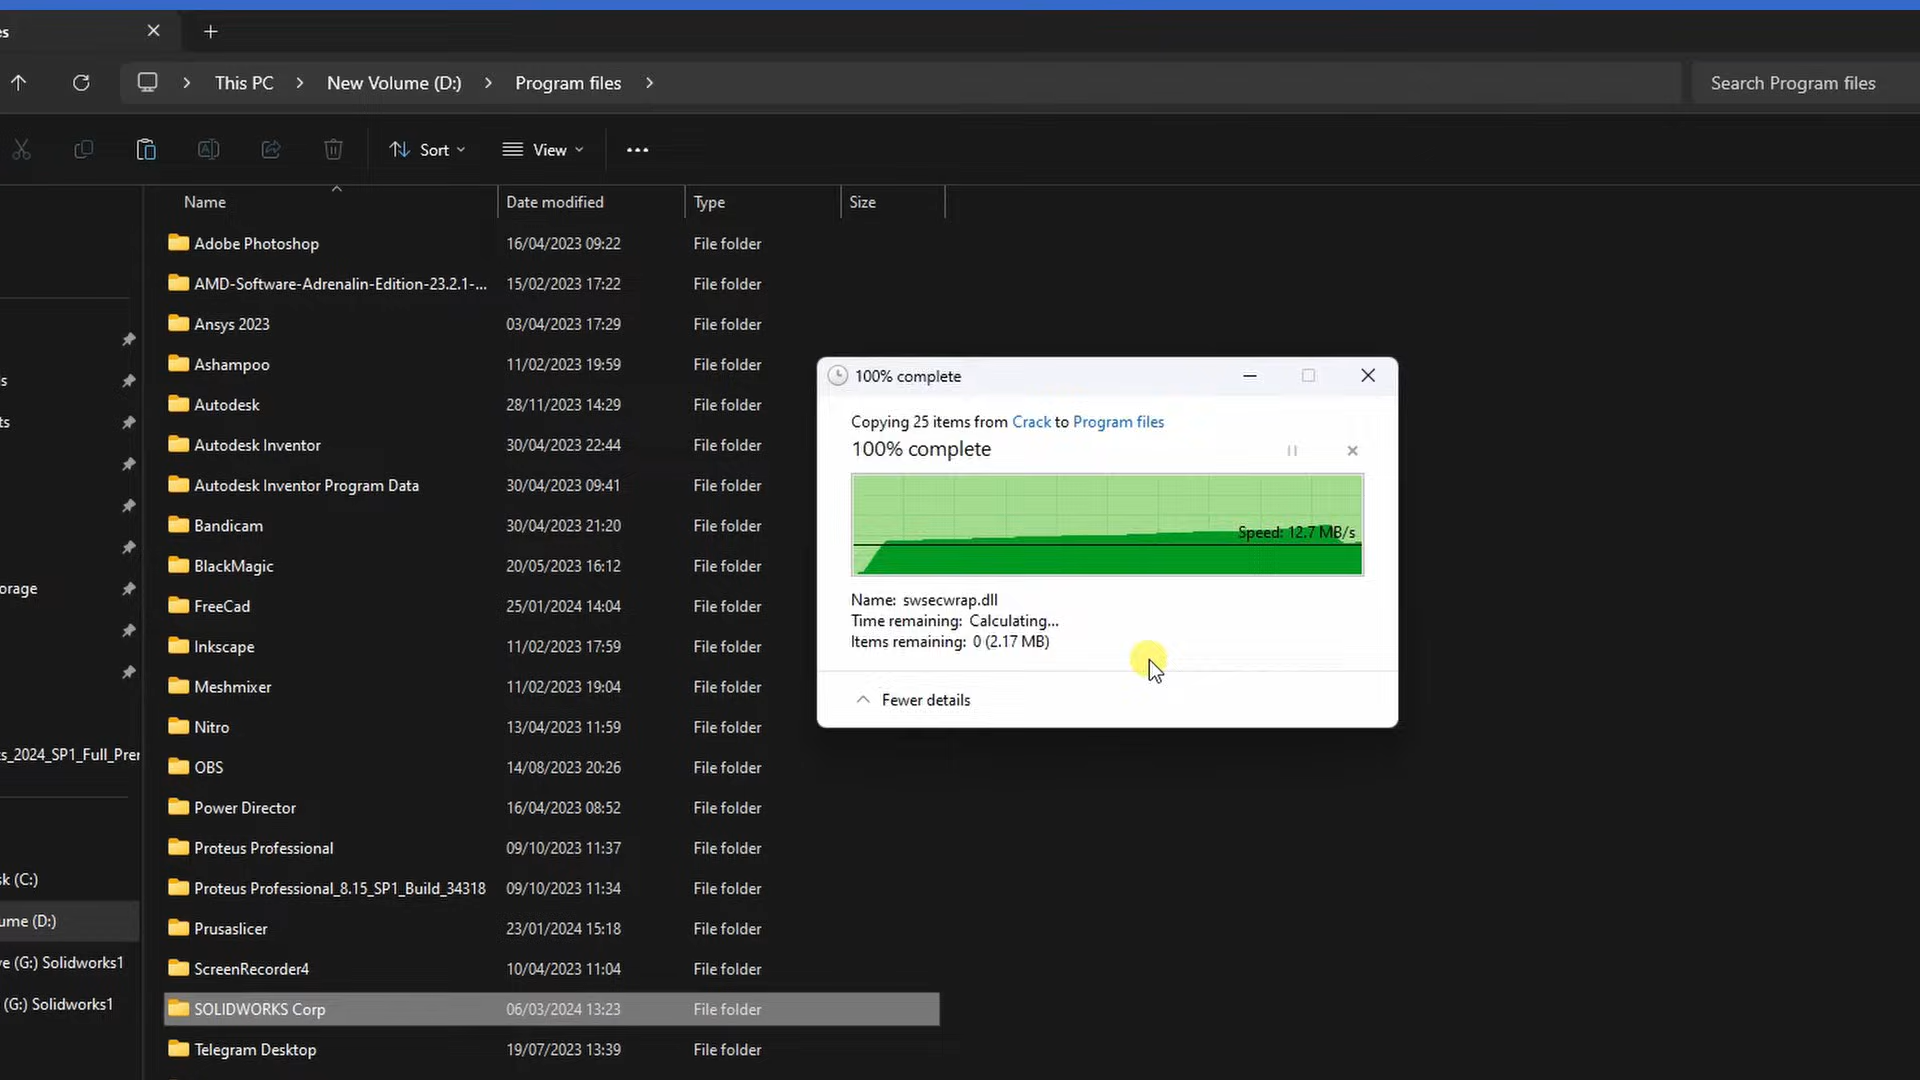 es
This PC
New Volume (D:)
Program files
Search Program files
Sort
View
Name
Date modified
Type
Size
Adobe Photoshop 16/04/2023 09:22 File folder
AMD-Software-Adrenalin-Edition-23.2.1-... 15/02/2023 17:22 File folder
Ansys 2023 03/04/2023 17:29 File folder
Ashampoo 11/02/2023 19:59 File folder
Autodesk 28/11/2023 14:29 File folder
Autodesk Inventor 30/04/2023 22:44 File folder
Autodesk Inventor Program Data 30/04/2023 09:41 File folder
Bandicam 30/04/2023 21:20 File folder
BlackMagic 20/05/2023 16:12 File folder
FreeCad 25/01/2024 14:04 File folder
Inkscape 11/02/2023 17:59 File folder
Meshmixer 11/02/2023 19:04 File folder
Nitro 13/04/2023 11:59 File folder
OBS 14/08/2023 20:26 File folder
Power Director 16/04/2023 08:52 File folder
Proteus Professional 09/10/2023 11:37 File folder
Proteus Professional_8.15_SP1_Build_34318 09/10/2023 11:34 File folder
Prusaslicer 23/01/2024 15:18 File folder
ScreenRecorder4 10/04/2023 11:04 File folder
SOLIDWORKS Corp 06/03/2024 13:23 File folder
Telegram Desktop 19/07/2023 13:39 File folder
s
ts
orage
s_2024_SP1_Full_Prer
k (C:)
ume (D:)
e (G:) Solidworks1
(G:) Solidworks1
100% complete
Copying 25 items from Crack to Program files
100% complete
Speed: 12.7 MB/s
Name: swsecwrap.dll
Time remaining: Calculating...
Items remaining: 0 (2.17 MB)
Fewer details